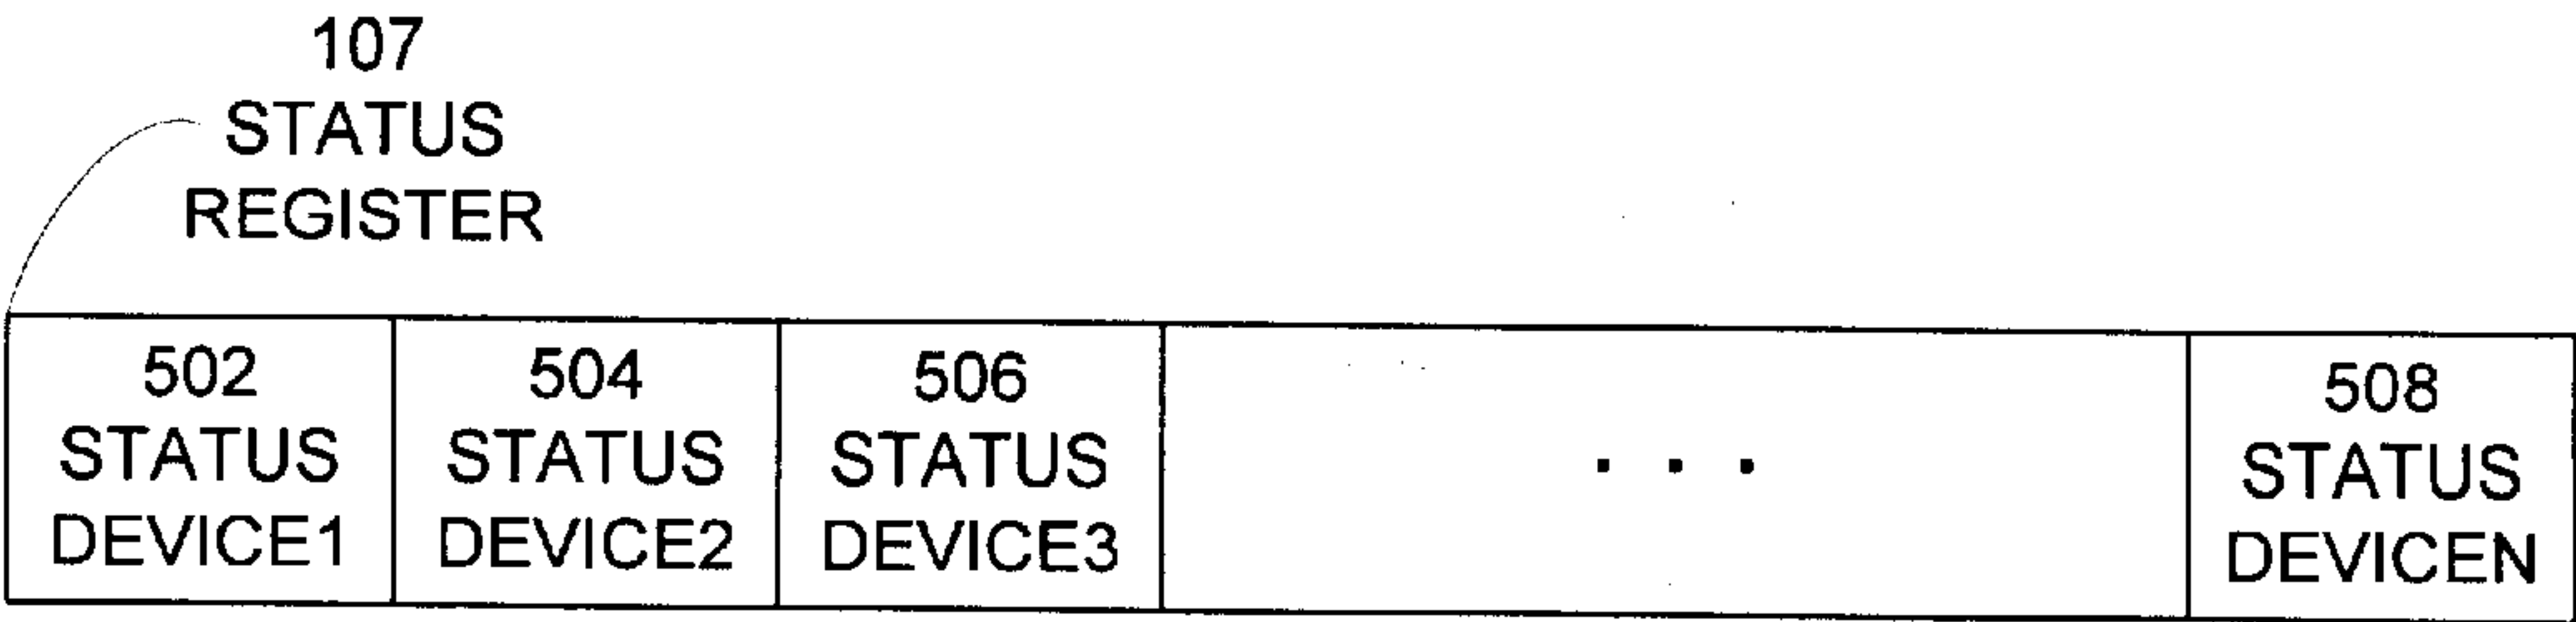 107
STATUS
REGISTER
502
STATUS
DEVICE1
504
STATUS
DEVICE2
506
STATUS
DEVICE3
. . .
508
STATUS
DEVICEN